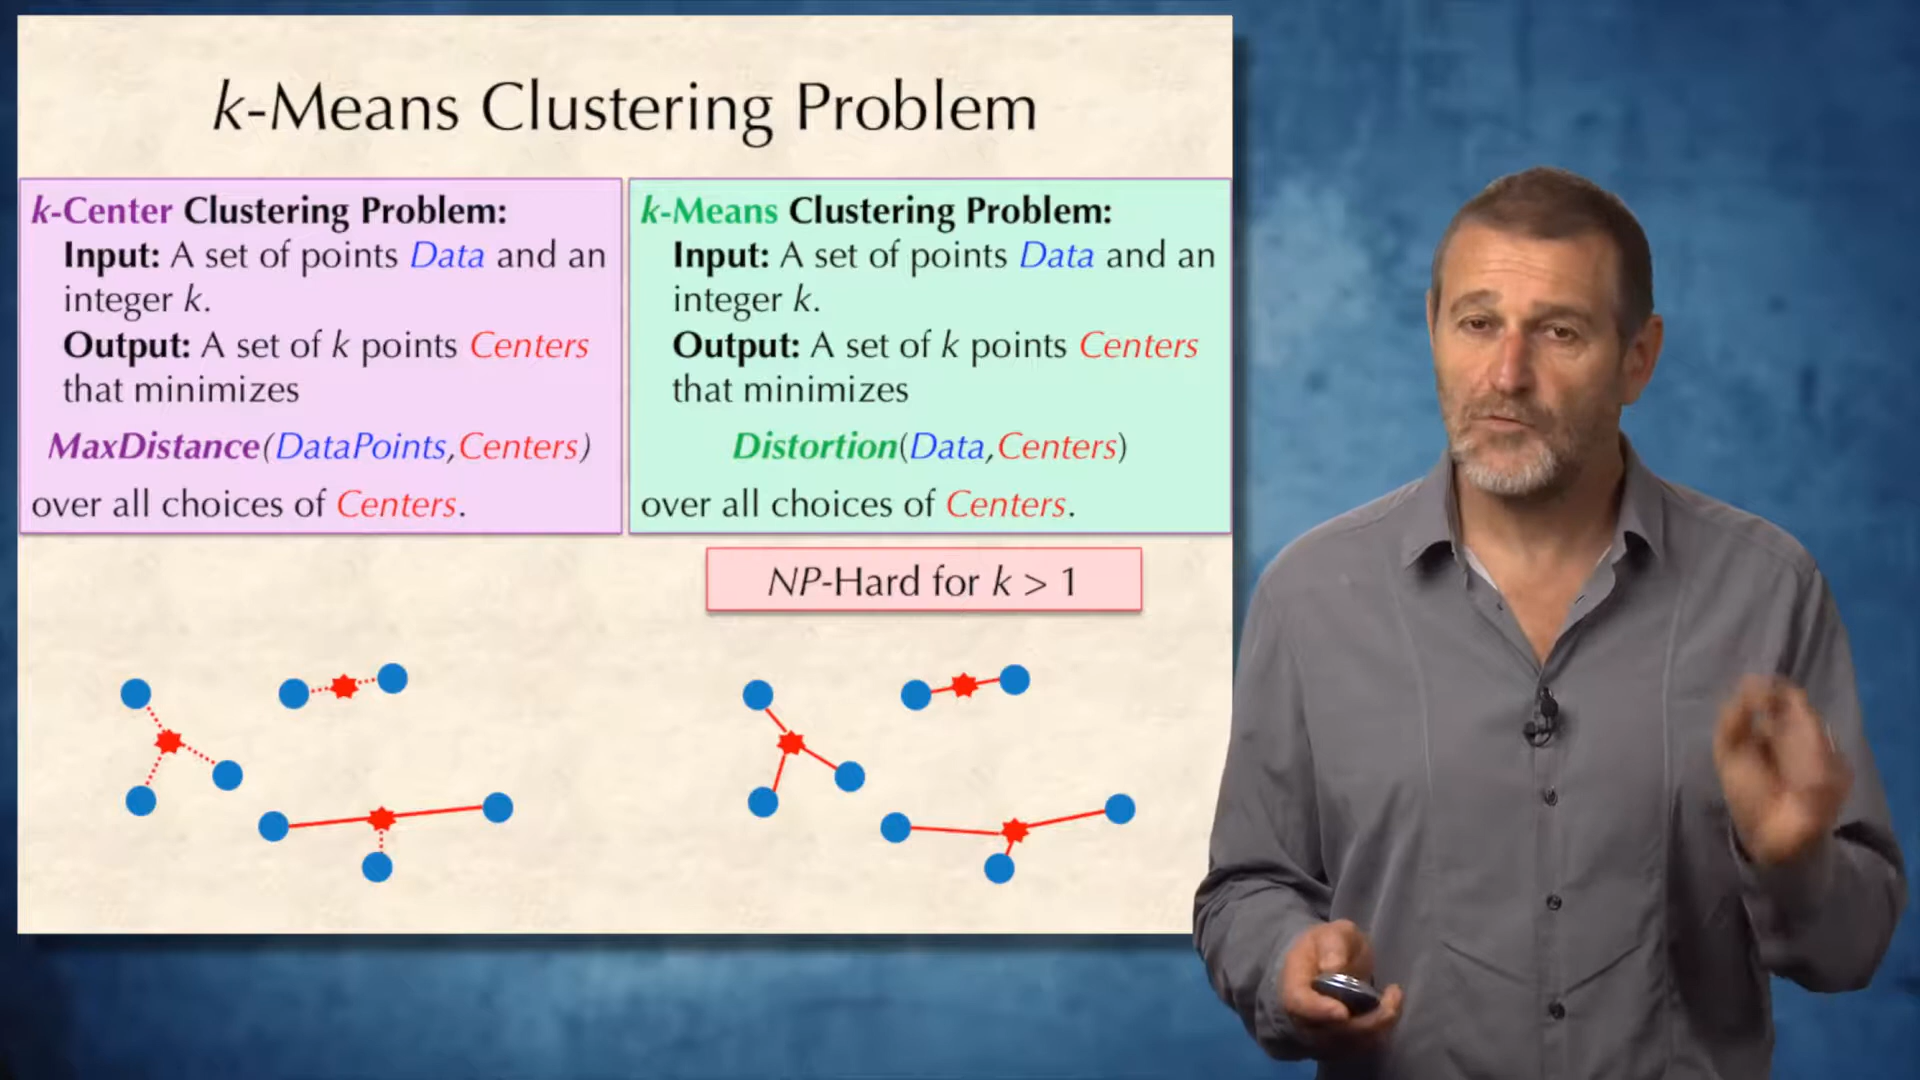 k-Means Clustering Problem
k-Center Clustering Problem:
Input: A set of points Data and an
integer k.
Output: A set of k points Centers
that minimizes
MaxDistance(DataPoints,Centers)
over all choices of Centers.
k-Means Clustering Problem:
Input: A set of points Data and an
integer k.
Output: A set of k points Centers
that minimizes
Distortion(Data,Centers)
over all choices of Centers.
NP-Hard for k > 1